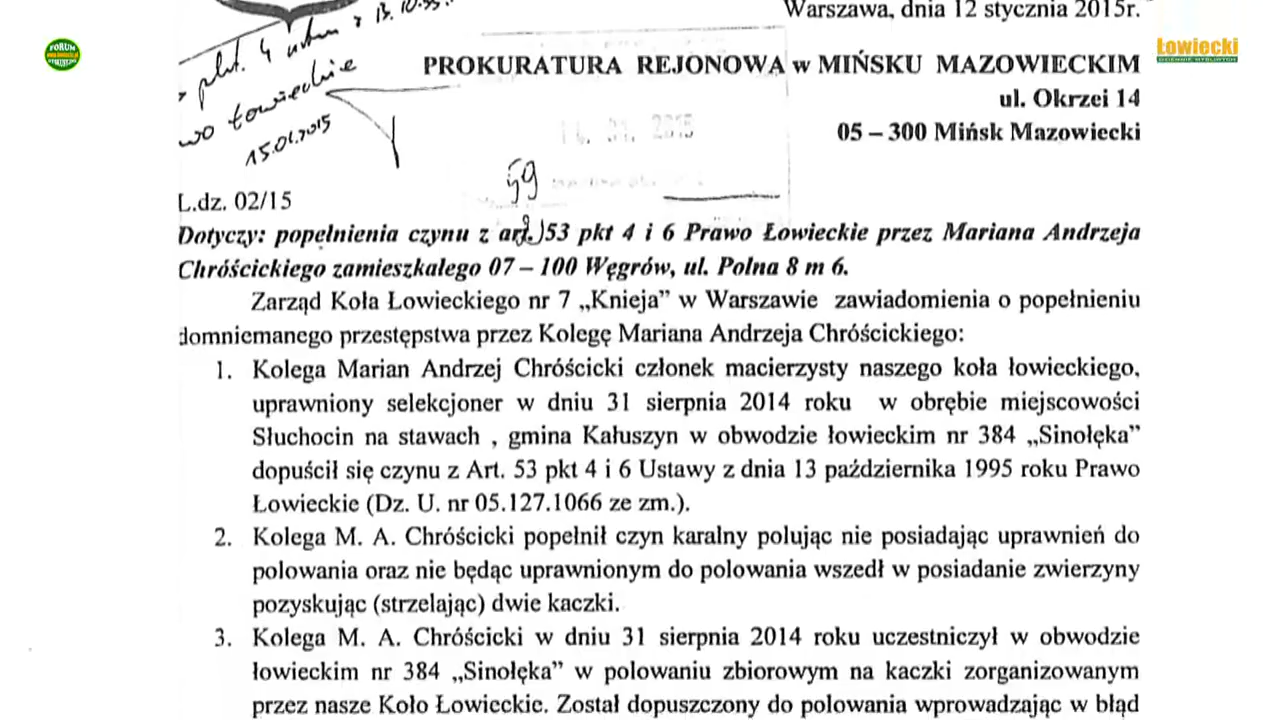 Warszawa, dnia 12 stycznia 2015r.
FORUM
Łowiecki
PROKURATURA REJONOWA w MIŃSKU MAZOWIECKIM
ul. Okrzei 14
05 – 300 Mińsk Mazowiecki
łowieckie
15.01.2015
14. 01. 2015
59
L.dz. 02/15
Dotyczy: popełnienia czynu z art. 53 pkt 4 i 6 Prawo Łowieckie przez Mariana Andrzeja
Chróścickiego zamieszkałego 07 – 100 Węgrów, ul. Polna 8 m 6.
Zarząd Koła Łowieckiego nr 7 „Knieja” w Warszawie zawiadomienia o popełnieniu
domniemanego przestępstwa przez Kolegę Mariana Andrzeja Chróścickiego:
1. Kolega Marian Andrzej Chróścicki członek macierzysty naszego koła łowieckiego,
uprawniony selekcjoner w dniu 31 sierpnia 2014 roku w obrębie miejscowości
Słuchocin na stawach , gmina Kałuszyn w obwodzie łowieckim nr 384 „Sinołęka”
dopuścił się czynu z Art. 53 pkt 4 i 6 Ustawy z dnia 13 października 1995 roku Prawo
Łowieckie (Dz. U. nr 05.127.1066 ze zm.).
2. Kolega M. A. Chróścicki popełnił czyn karalny polując nie posiadając uprawnień do
polowania oraz nie będąc uprawnionym do polowania wszedł w posiadanie zwierzyny
pozyskując (strzelając) dwie kaczki.
3. Kolega M. A. Chróścicki w dniu 31 sierpnia 2014 roku uczestniczył w obwodzie
łowieckim nr 384 „Sinołęka” w polowaniu zbiorowym na kaczki zorganizowanym
przez nasze Koło Łowieckie. Został dopuszczony do polowania wprowadzając w błąd